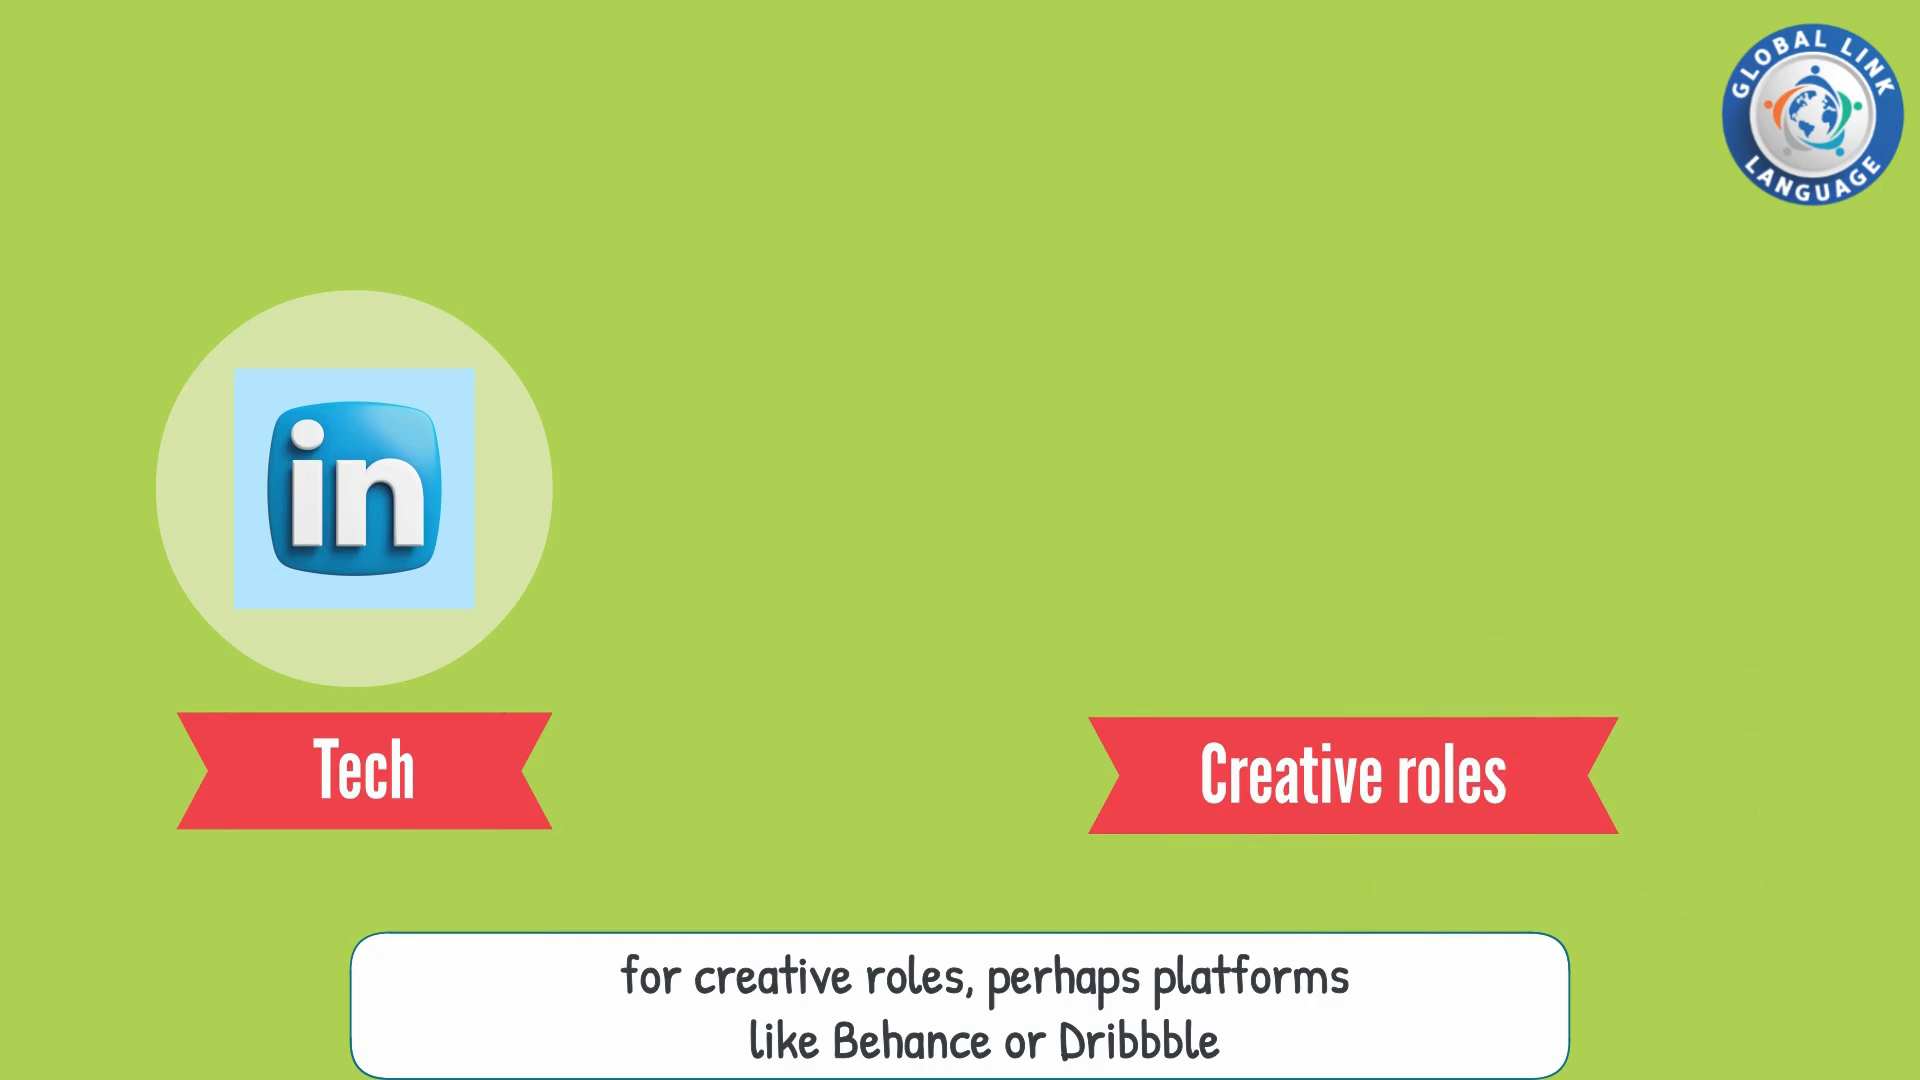 GLOBAL LINK
LANGUAGE
in
Tech
Creative roles
for creative roles, perhaps platforms
like Behance or Dribbble